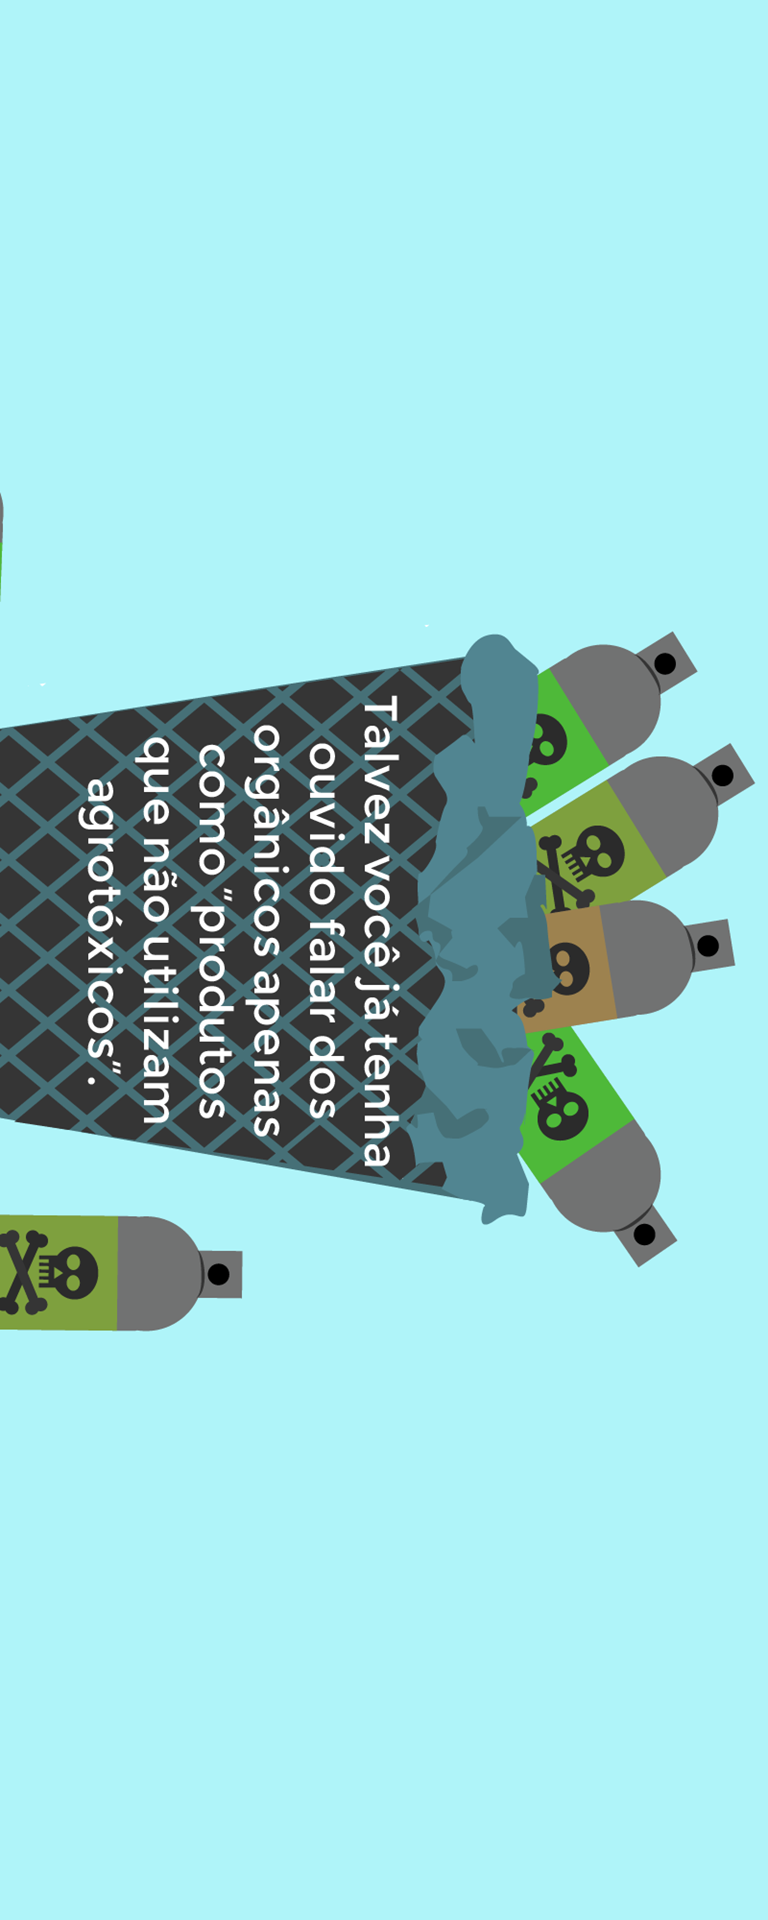 Talvez você já tenha
ouvido falar dos
orgânicos apenas
como "produtos
que não utilizam
agrotóxicos".